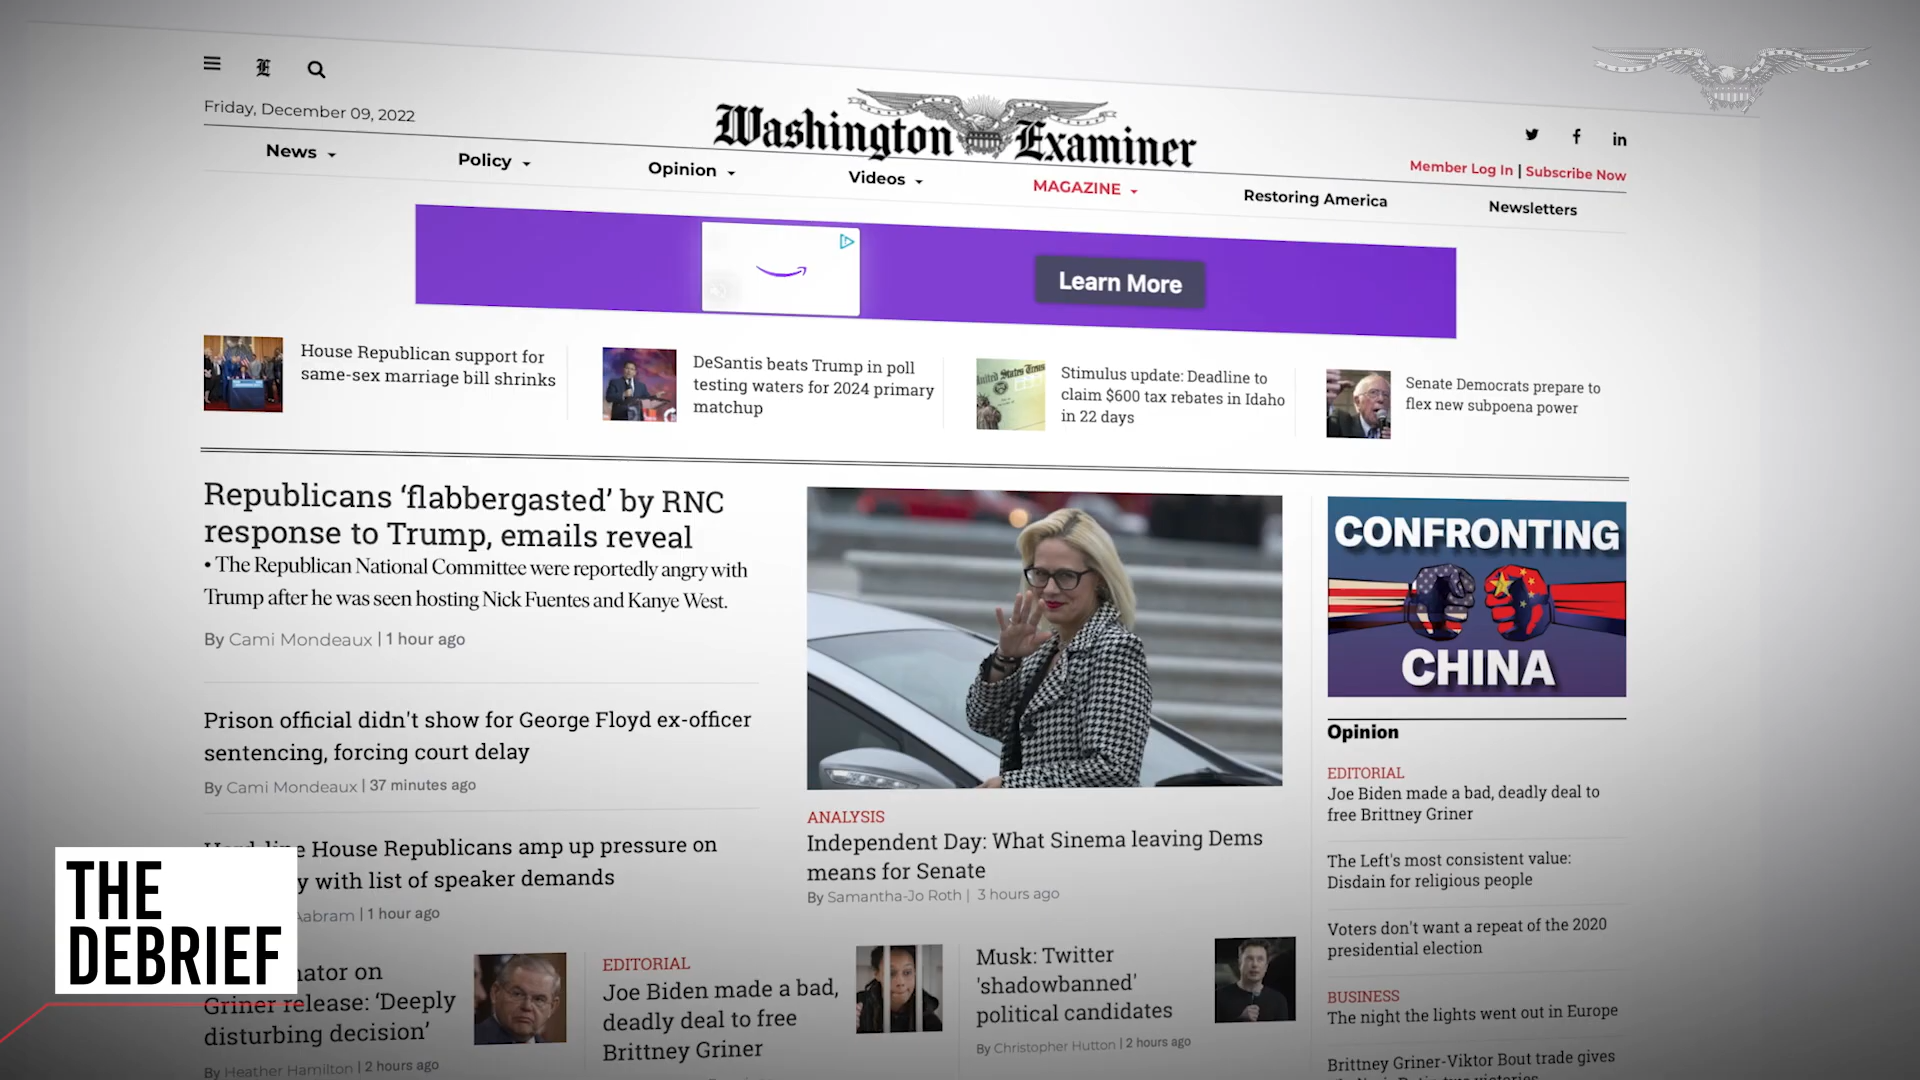 Friday, December 09, 2022
Washington Examiner
Member Log In | Subscribe Now
News
Policy
Opinion
Videos
MAGAZINE
Restoring America
Newsletters
Learn More
House Republican support for
same-sex marriage bill shrinks
DeSantis beats Trump in poll
testing waters for 2024 primary
matchup
Stimulus update: Deadline to
claim $600 tax rebates in Idaho
in 22 days
Senate Democrats prepare to
flex new subpoena power
Republicans ‘flabbergasted’ by RNC
response to Trump, emails reveal
• The Republican National Committee were reportedly angry with
Trump after he was seen hosting Nick Fuentes and Kanye West.
By Cami Mondeaux | 1 hour ago
Prison official didn't show for George Floyd ex-officer
sentencing, forcing court delay
By Cami Mondeaux | 37 minutes ago
House Republicans amp up pressure on
with list of speaker demands
Aabram | 1 hour ago
on
Griner release: ‘Deeply
disturbing decision’
By Heather Hamilton | 2 hours ago
THE
DEBRIEF
ANALYSIS
Independent Day: What Sinema leaving Dems
means for Senate
By Samantha-Jo Roth | 3 hours ago
EDITORIAL
Joe Biden made a bad,
deadly deal to free
Brittney Griner
Musk: Twitter
'shadowbanned'
political candidates
By Christopher Hutton | 2 hours ago
CONFRONTING
CHINA
Opinion
EDITORIAL
Joe Biden made a bad, deadly deal to
free Brittney Griner
The Left's most consistent value:
Disdain for religious people
Voters don't want a repeat of the 2020
presidential election
BUSINESS
The night the lights went out in Europe
Brittney Griner-Viktor Bout trade gives